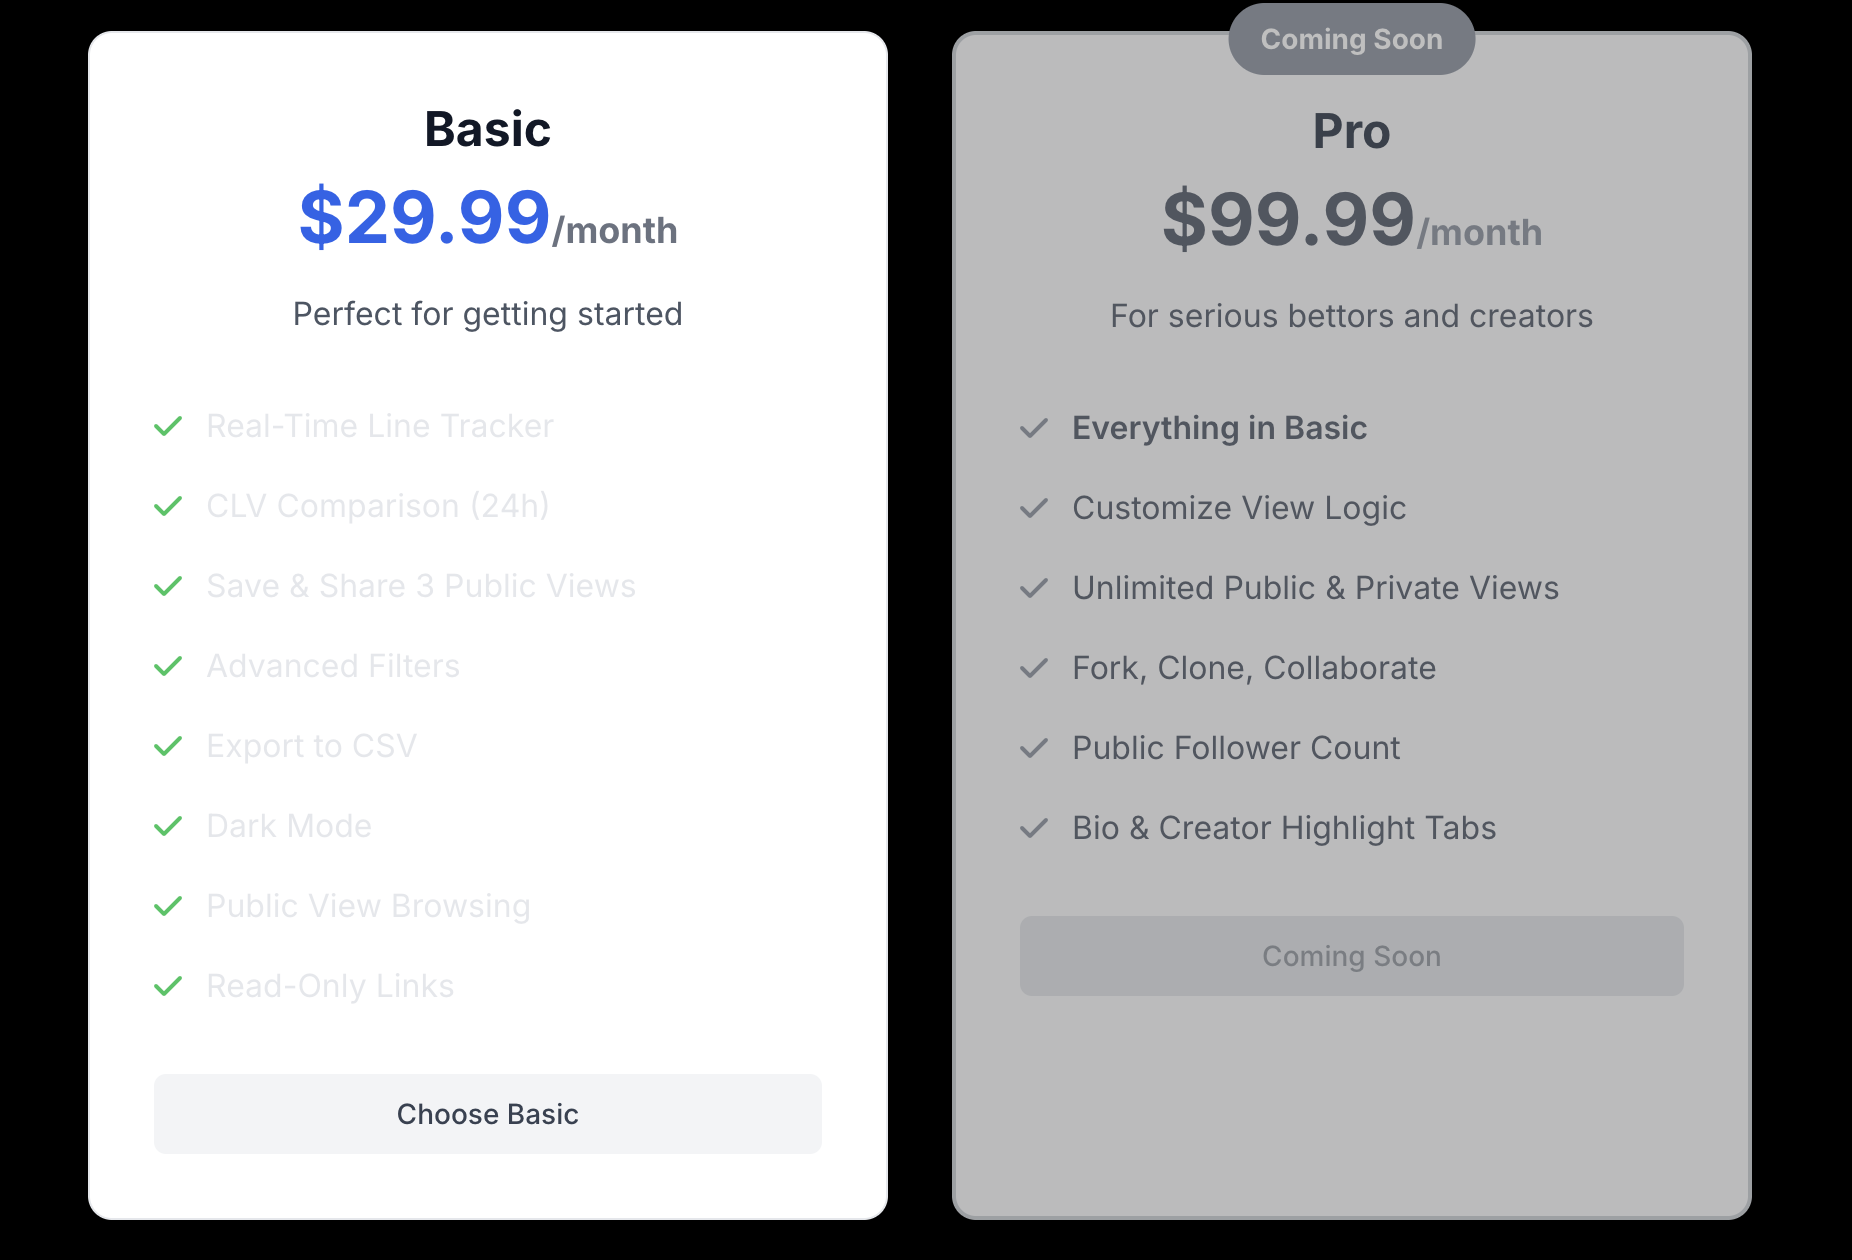 Basic
$29.99/month
Perfect for getting started
Real-Time Line Tracker
CLV Comparison (24h)
Save & Share 3 Public Views
Advanced Filters
Export to CSV
Dark Mode
Public View Browsing
Read-Only Links
Choose Basic
Coming Soon
Pro
$99.99/month
For serious bettors and creators
Everything in Basic
Customize View Logic
Unlimited Public & Private Views
Fork, Clone, Collaborate
Public Follower Count
Bio & Creator Highlight Tabs
Coming Soon